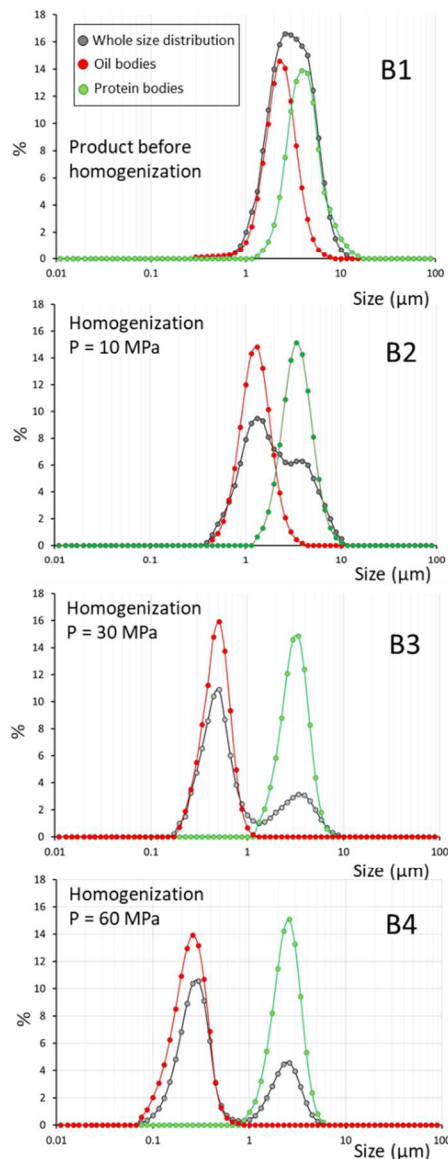 18
16
14
12
10
8
6
4
2
0
%
Whole size distribution
Oil bodies
Protein bodies
B1
Product before
homogenization
0.01 0.1 1 10 100
Size (µm)
18
16
14
12
10
8
6
4
2
0
%
Homogenization
P = 10 MPa
B2
0.01 0.1 1 10 100
Size (µm)
18
16
14
12
10
8
6
4
2
0
%
Homogenization
P = 30 MPa
B3
0.01 0.1 1 10 100
Size (µm)
18
16
14
12
10
8
6
4
2
0
%
Homogenization
P = 60 MPa
B4
0.01 0.1 1 10 100
Size (µm)